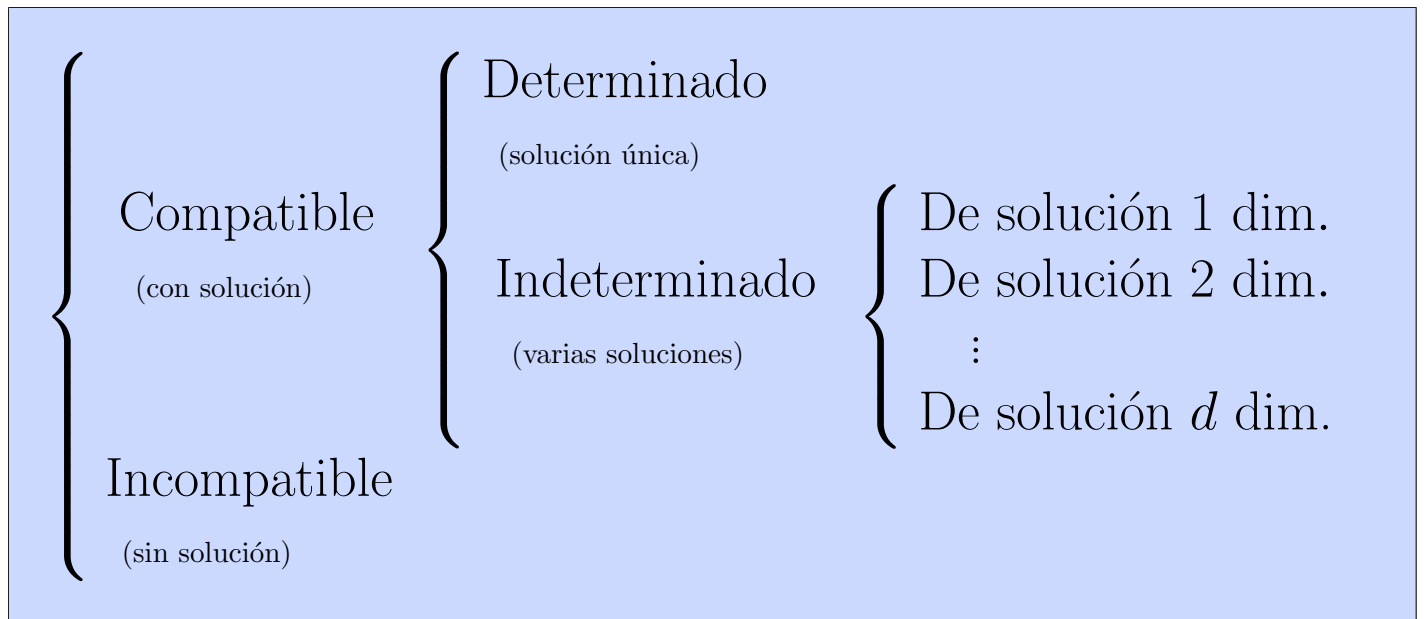 Determinado
(solución única)
Compatible
(con solución)
Indeterminado
(varias soluciones)
De solución 1 dim.
De solución 2 dim.
⋮
De solución d dim.
Incompatible
(sin solución)